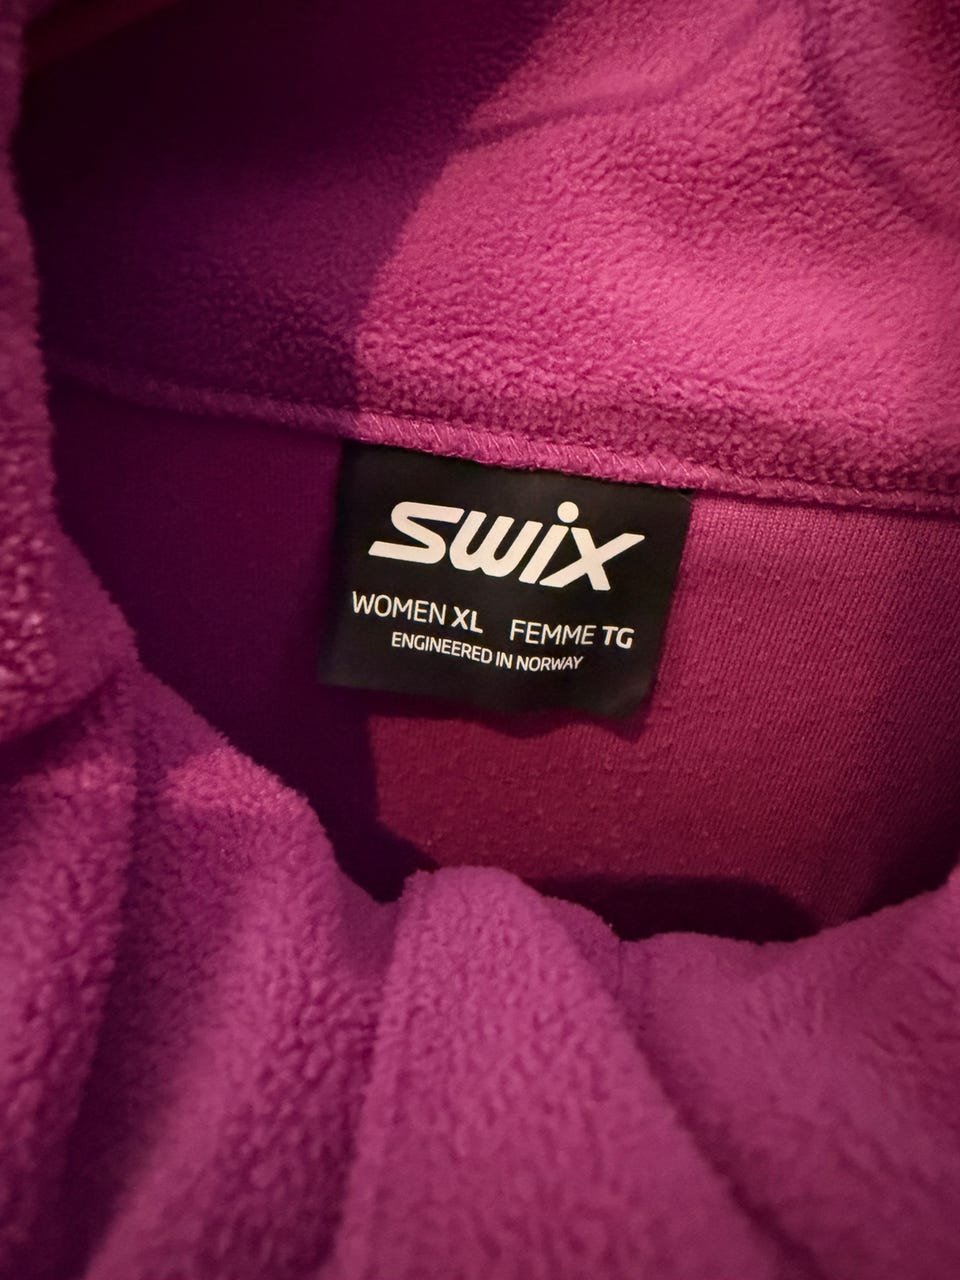 swix
WOMEN XL FEMME TG
ENGINEERED IN NORWAY